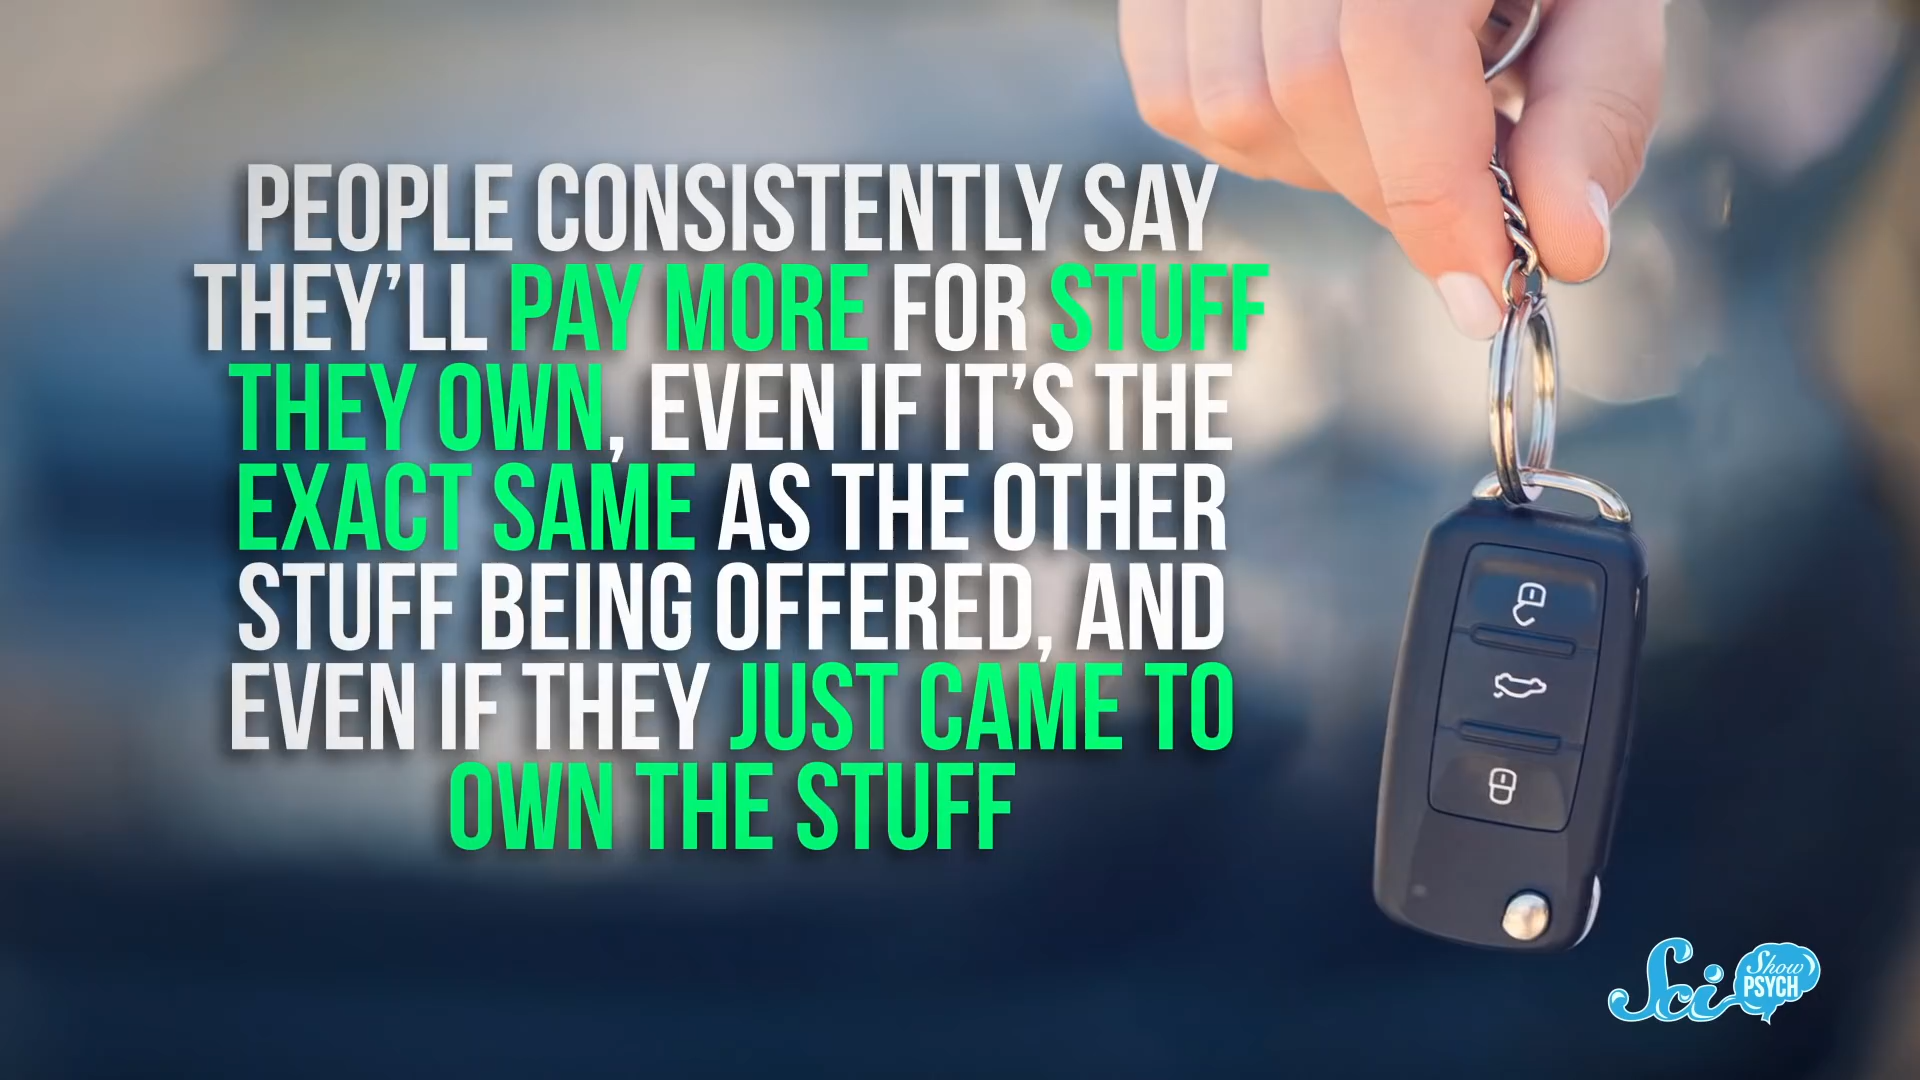 PEOPLE CONSISTENTLY SAY
THEY'LL PAY MORE FOR STUFF
THEY OWN, EVEN IF IT'S THE
EXACT SAME AS THE OTHER
STUFF BEING OFFERED, AND
EVEN IF THEY JUST CAME TO
OWN THE STUFF
Sci Show
PSYCH